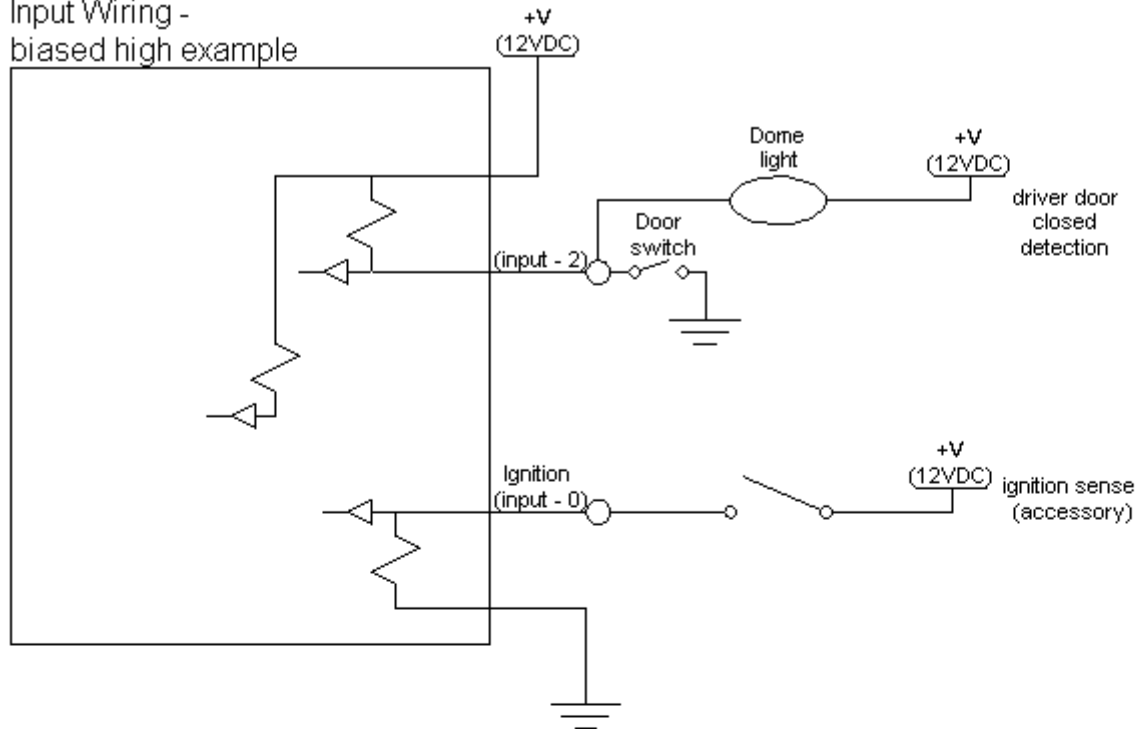 Input Wiring -
biased high example
+V
(12VDC)
Dome
light
+V
(12VDC)
driver door
closed
detection
Door
switch
(input - 2)
+V
(12VDC)
ignition sense
(accessory)
Ignition
(input - 0)